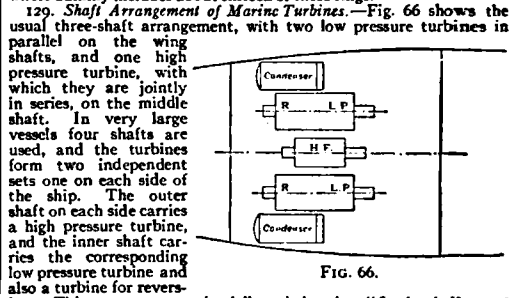 129. Shaft Arrangement of Marine Turbines.—Fig. 66 shows the
usual three-shaft arrangement, with two low pressure turbines in
parallel on the wing
shafts, and one high
pressure turbine, with
which they are jointly
in series, on the middle
shaft. In very large
vessels four shafts are
used, and the turbines
form two independent
sets one on each side of
the ship. The outer
shaft on each side carries
a high pressure turbine,
and the inner shaft car-
ries the corresponding
low pressure turbine and
also a turbine for revers-
Condenser
R L P
H P.
R L P.
Condenser
FIG. 66.